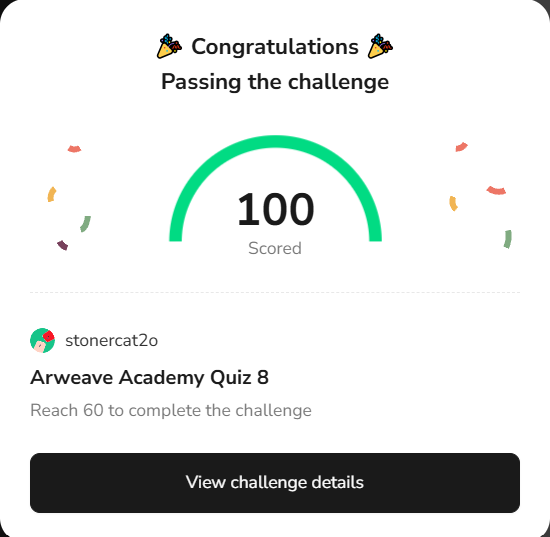 🎉 Congratulations 🎉
Passing the challenge
100
Scored
stonercat2o
Arweave Academy Quiz 8
Reach 60 to complete the challenge
View challenge details